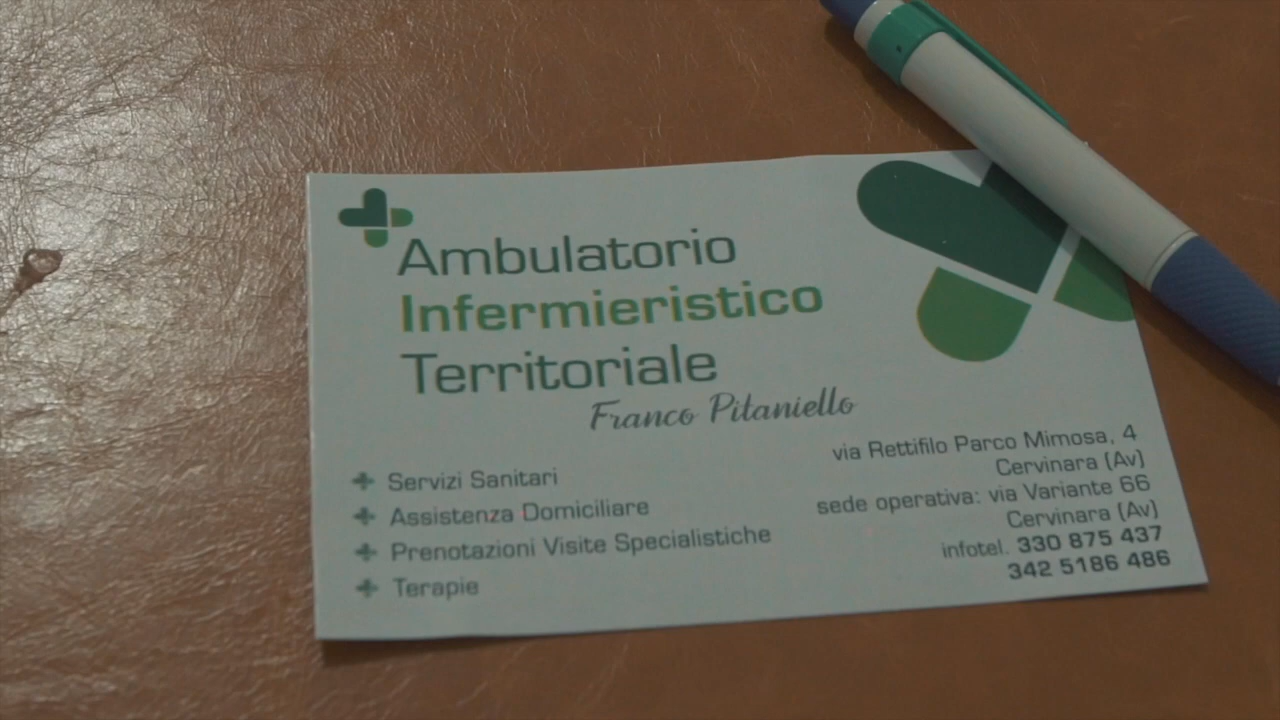 Ambulatorio
Infermieristico
Territoriale
Franco Pitaniello
Servizi Sanitari
Assistenza Domiciliare
Prenotazioni Visite Specialistiche
Terapie
via Rettifilo Parco Mimosa, 4
Cervinara (Av)
sede operativa: via Variante 66
Cervinara (Av)
infotel. 330 875 437
342 5186 486